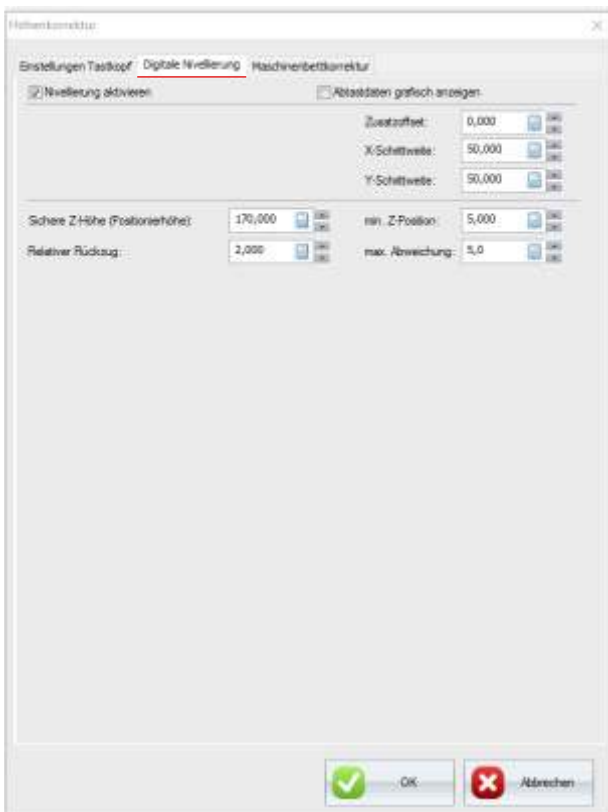 Höhenkorrektur
Einstellungen Tastkopf Digitale Nivellierung Maschinenbettkorrektur
Nivellierung aktivieren Abtastdaten grafisch anzeigen
Zusatzoffset: 0,000
X-Schrittweite: 50,000
Y-Schrittweite: 50,000
Sichere Z-Höhe (Positionierhöhe): 170,000 min. Z-Position: 5,000
Relativer Rückzug: 2,000 max. Abweichung: 5,0
OK Abbrechen